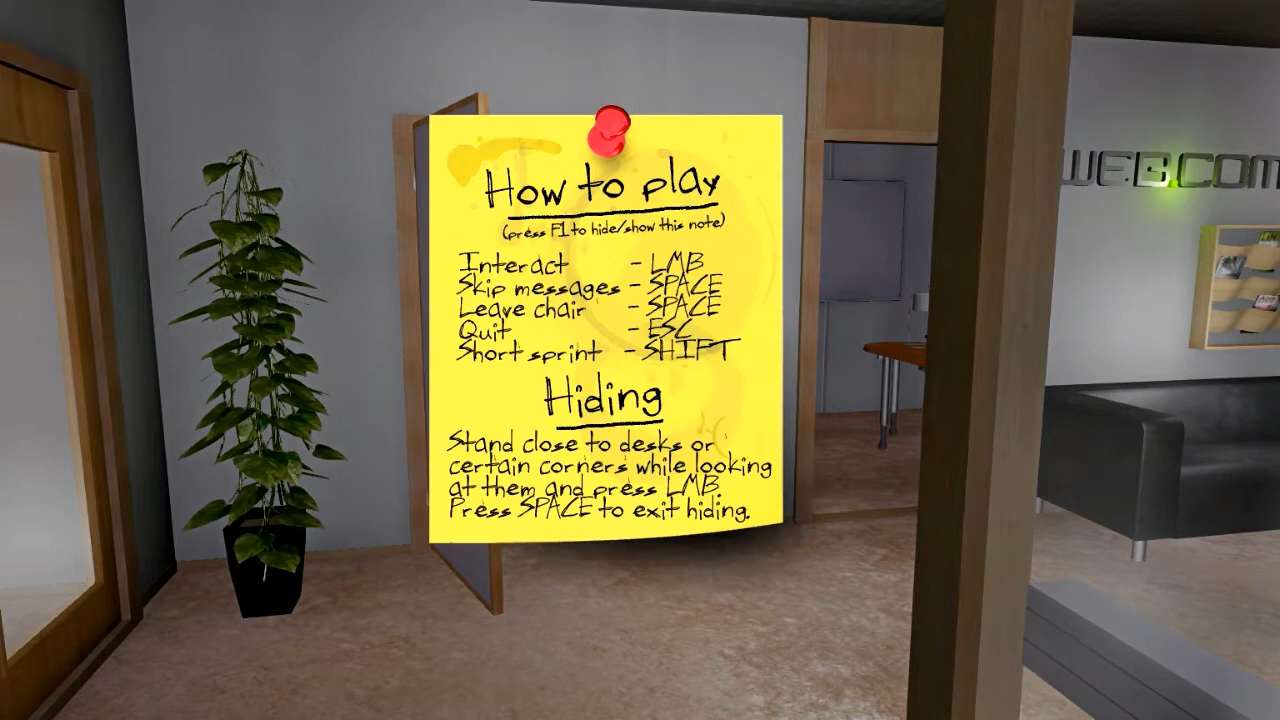 How to play
(press F1 to hide/show this note)
Interact - LMB
Skip messages - SPACE
Leave chair - SPACE
Quit - ESC
Short sprint - SHIFT
Hiding
Stand close to desks or
certain corners while looking
at them and press LMB.
Press SPACE to exit hiding.
WEB.COM